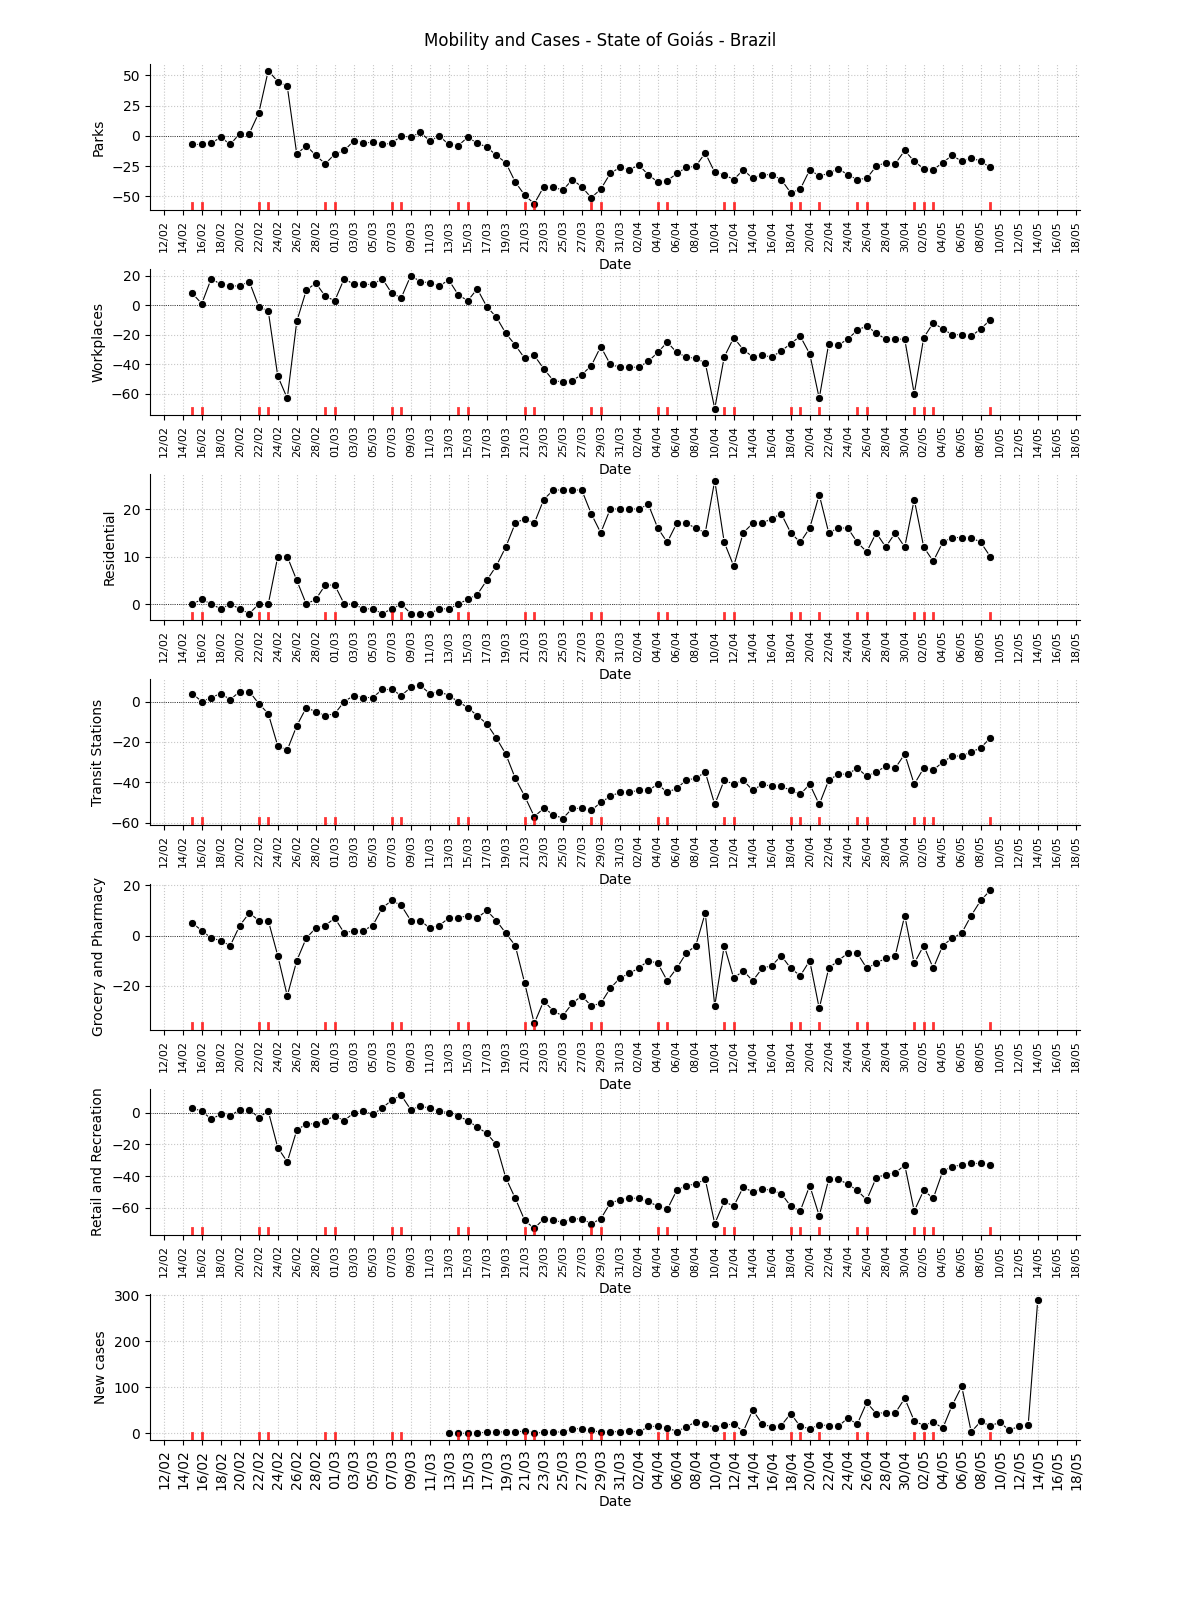 Mobility and Cases - State of Goiás - Brazil
Parks
50
25
0
−25
−50
12/02 14/02 16/02 18/02 20/02 22/02 24/02 26/02 28/02 01/03 03/03 05/03 07/03 09/03 11/03 13/03 15/03 17/03 19/03 21/03 23/03 25/03 27/03 29/03 31/03 02/04 04/04 06/04 08/04 10/04 12/04 14/04 16/04 18/04 20/04 22/04 24/04 26/04 28/04 30/04 02/05 04/05 06/05 08/05 10/05 12/05 14/05 16/05 18/05
Date
Workplaces
20
0
−20
−40
−60
12/02 14/02 16/02 18/02 20/02 22/02 24/02 26/02 28/02 01/03 03/03 05/03 07/03 09/03 11/03 13/03 15/03 17/03 19/03 21/03 23/03 25/03 27/03 29/03 31/03 02/04 04/04 06/04 08/04 10/04 12/04 14/04 16/04 18/04 20/04 22/04 24/04 26/04 28/04 30/04 02/05 04/05 06/05 08/05 10/05 12/05 14/05 16/05 18/05
Date
Residential
20
10
0
12/02 14/02 16/02 18/02 20/02 22/02 24/02 26/02 28/02 01/03 03/03 05/03 07/03 09/03 11/03 13/03 15/03 17/03 19/03 21/03 23/03 25/03 27/03 29/03 31/03 02/04 04/04 06/04 08/04 10/04 12/04 14/04 16/04 18/04 20/04 22/04 24/04 26/04 28/04 30/04 02/05 04/05 06/05 08/05 10/05 12/05 14/05 16/05 18/05
Date
Transit Stations
0
−20
−40
−60
12/02 14/02 16/02 18/02 20/02 22/02 24/02 26/02 28/02 01/03 03/03 05/03 07/03 09/03 11/03 13/03 15/03 17/03 19/03 21/03 23/03 25/03 27/03 29/03 31/03 02/04 04/04 06/04 08/04 10/04 12/04 14/04 16/04 18/04 20/04 22/04 24/04 26/04 28/04 30/04 02/05 04/05 06/05 08/05 10/05 12/05 14/05 16/05 18/05
Date
Grocery and Pharmacy
20
0
−20
12/02 14/02 16/02 18/02 20/02 22/02 24/02 26/02 28/02 01/03 03/03 05/03 07/03 09/03 11/03 13/03 15/03 17/03 19/03 21/03 23/03 25/03 27/03 29/03 31/03 02/04 04/04 06/04 08/04 10/04 12/04 14/04 16/04 18/04 20/04 22/04 24/04 26/04 28/04 30/04 02/05 04/05 06/05 08/05 10/05 12/05 14/05 16/05 18/05
Date
Retail and Recreation
0
−20
−40
−60
12/02 14/02 16/02 18/02 20/02 22/02 24/02 26/02 28/02 01/03 03/03 05/03 07/03 09/03 11/03 13/03 15/03 17/03 19/03 21/03 23/03 25/03 27/03 29/03 31/03 02/04 04/04 06/04 08/04 10/04 12/04 14/04 16/04 18/04 20/04 22/04 24/04 26/04 28/04 30/04 02/05 04/05 06/05 08/05 10/05 12/05 14/05 16/05 18/05
Date
New cases
300
200
100
0
12/02 14/02 16/02 18/02 20/02 22/02 24/02 26/02 28/02 01/03 03/03 05/03 07/03 09/03 11/03 13/03 15/03 17/03 19/03 21/03 23/03 25/03 27/03 29/03 31/03 02/04 04/04 06/04 08/04 10/04 12/04 14/04 16/04 18/04 20/04 22/04 24/04 26/04 28/04 30/04 02/05 04/05 06/05 08/05 10/05 12/05 14/05 16/05 18/05
Date